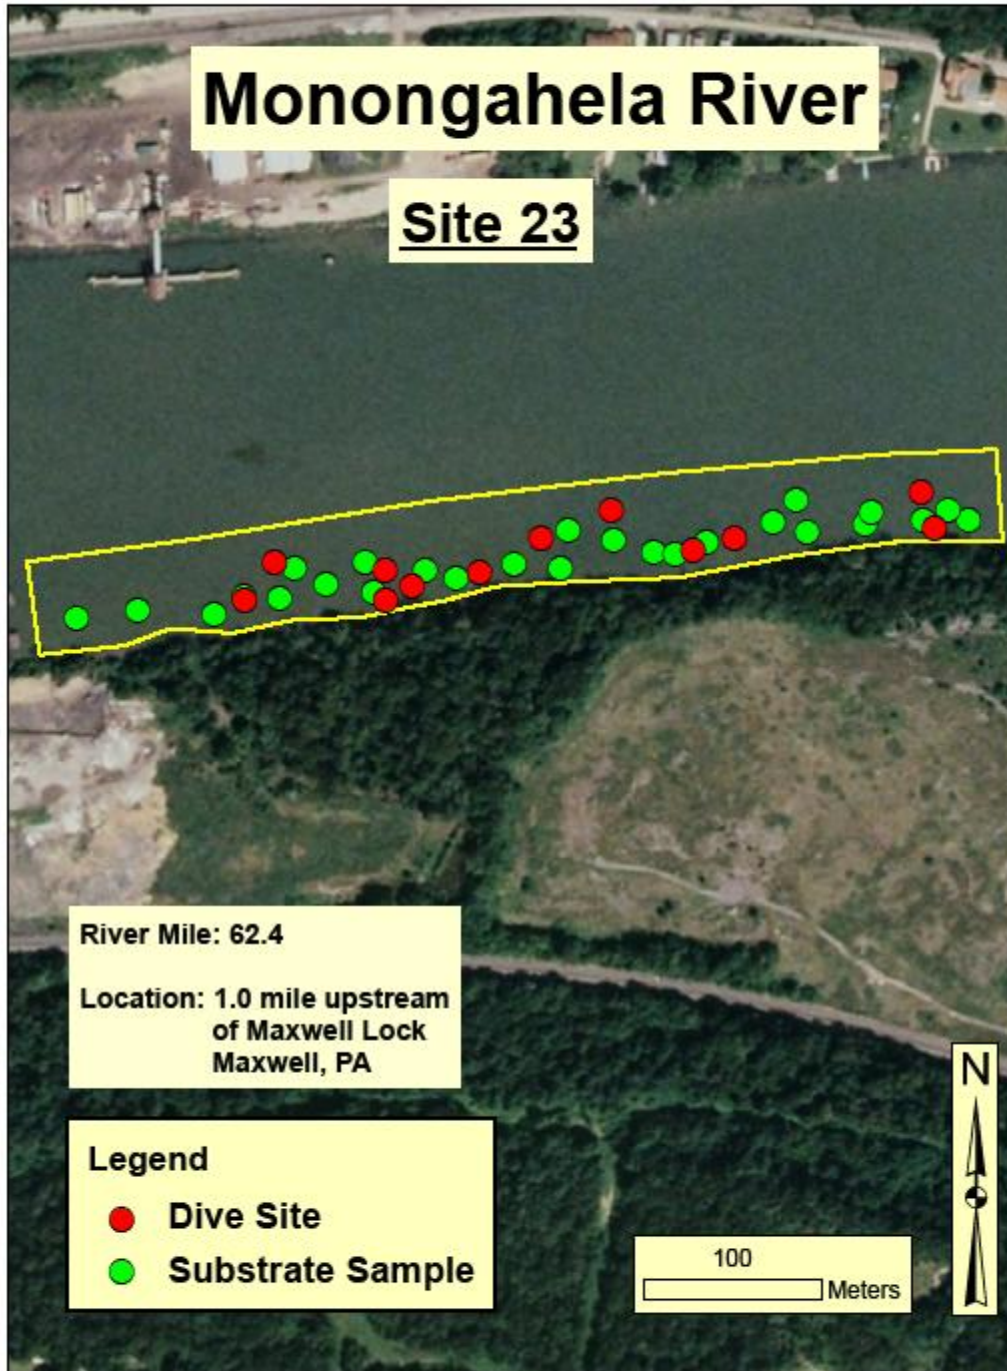 Monongahela River
Site 23
River Mile: 62.4
Location: 1.0 mile upstream
of Maxwell Lock
Maxwell, PA
Legend
Dive Site
Substrate Sample
100
Meters
N